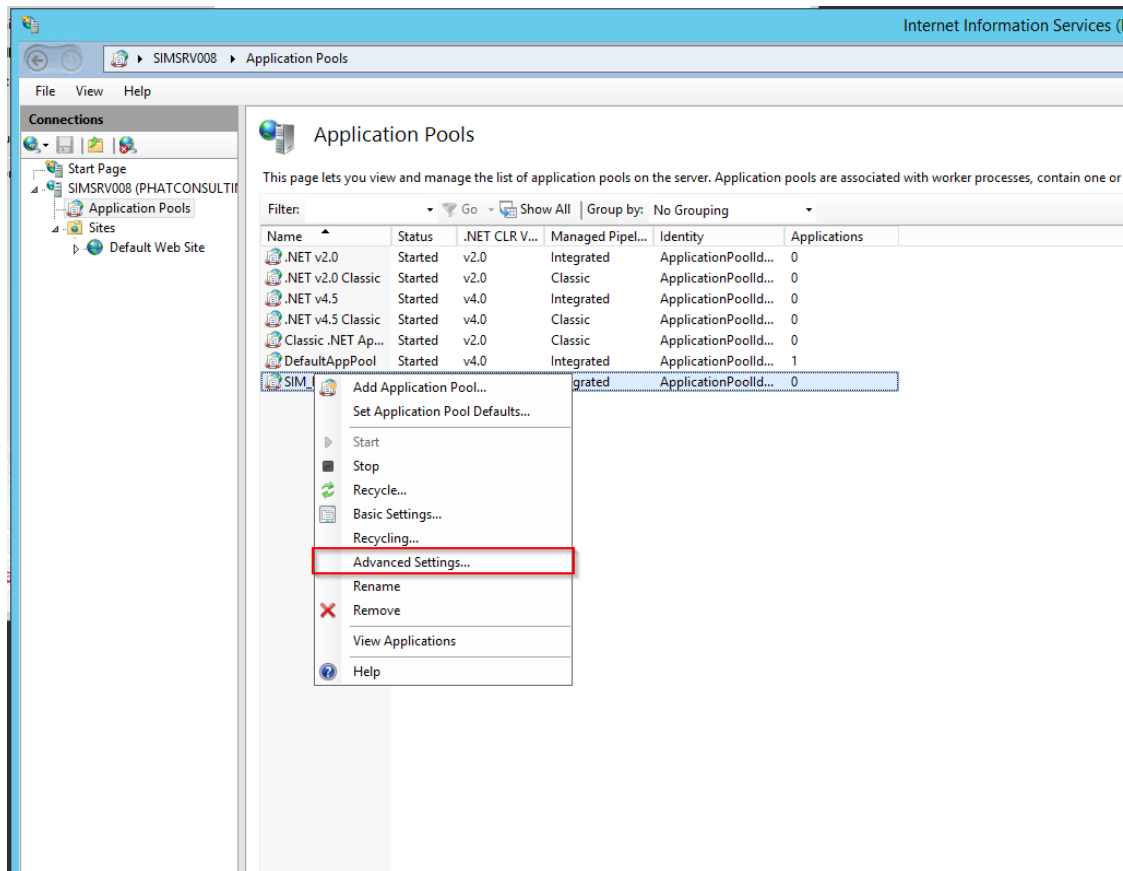 Internet Information Services (
SIMSRV008 Application Pools
File View Help
Connections
Start Page
SIMSRV008 (PHATCONSULTI
Application Pools
Sites
Default Web Site
Application Pools
This page lets you view and manage the list of application pools on the server. Application pools are associated with worker processes, contain one or
Filter: Go Show All Group by: No Grouping
Name Status .NET CLR V... Managed Pipel... Identity Applications
.NET v2.0 Started v2.0 Integrated ApplicationPoolId... 0
.NET v2.0 Classic Started v2.0 Classic ApplicationPoolId... 0
.NET v4.5 Started v4.0 Integrated ApplicationPoolId... 0
.NET v4.5 Classic Started v4.0 Classic ApplicationPoolId... 0
Classic .NET Ap... Started v2.0 Classic ApplicationPoolId... 0
DefaultAppPool Started v4.0 Integrated ApplicationPoolId... 1
SIM_ grated ApplicationPoolId... 0
Add Application Pool...
Set Application Pool Defaults...
Start
Stop
Recycle...
Basic Settings...
Recycling...
Advanced Settings...
Rename
Remove
View Applications
Help